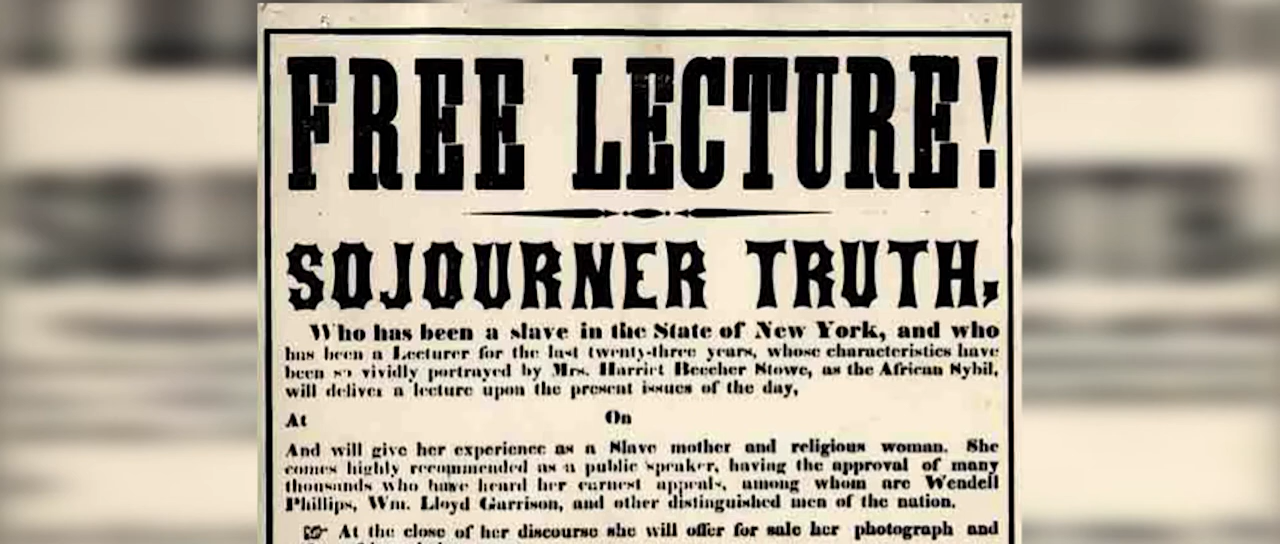 FREE LECTURE!
SOJOURNER TRUTH,
Who has been a slave in the State of New York, and who
has been a Lecturer for the last twenty-three years, whose characteristics have
been so vividly portrayed by Mrs. Harriet Beecher Stowe, as the African Sybil,
will deliver a lecture upon the present issues of the day,
At On
And will give her experience as a Slave mother and religious woman. She
comes highly recommended as a public speaker, having the approval of many
thousands who have heard her earnest appeals, among whom are Wendell
Phillips, Wm. Lloyd Garrison, and other distinguished men of the nation.
☞ At the close of her discourse she will offer for sale her photograph and